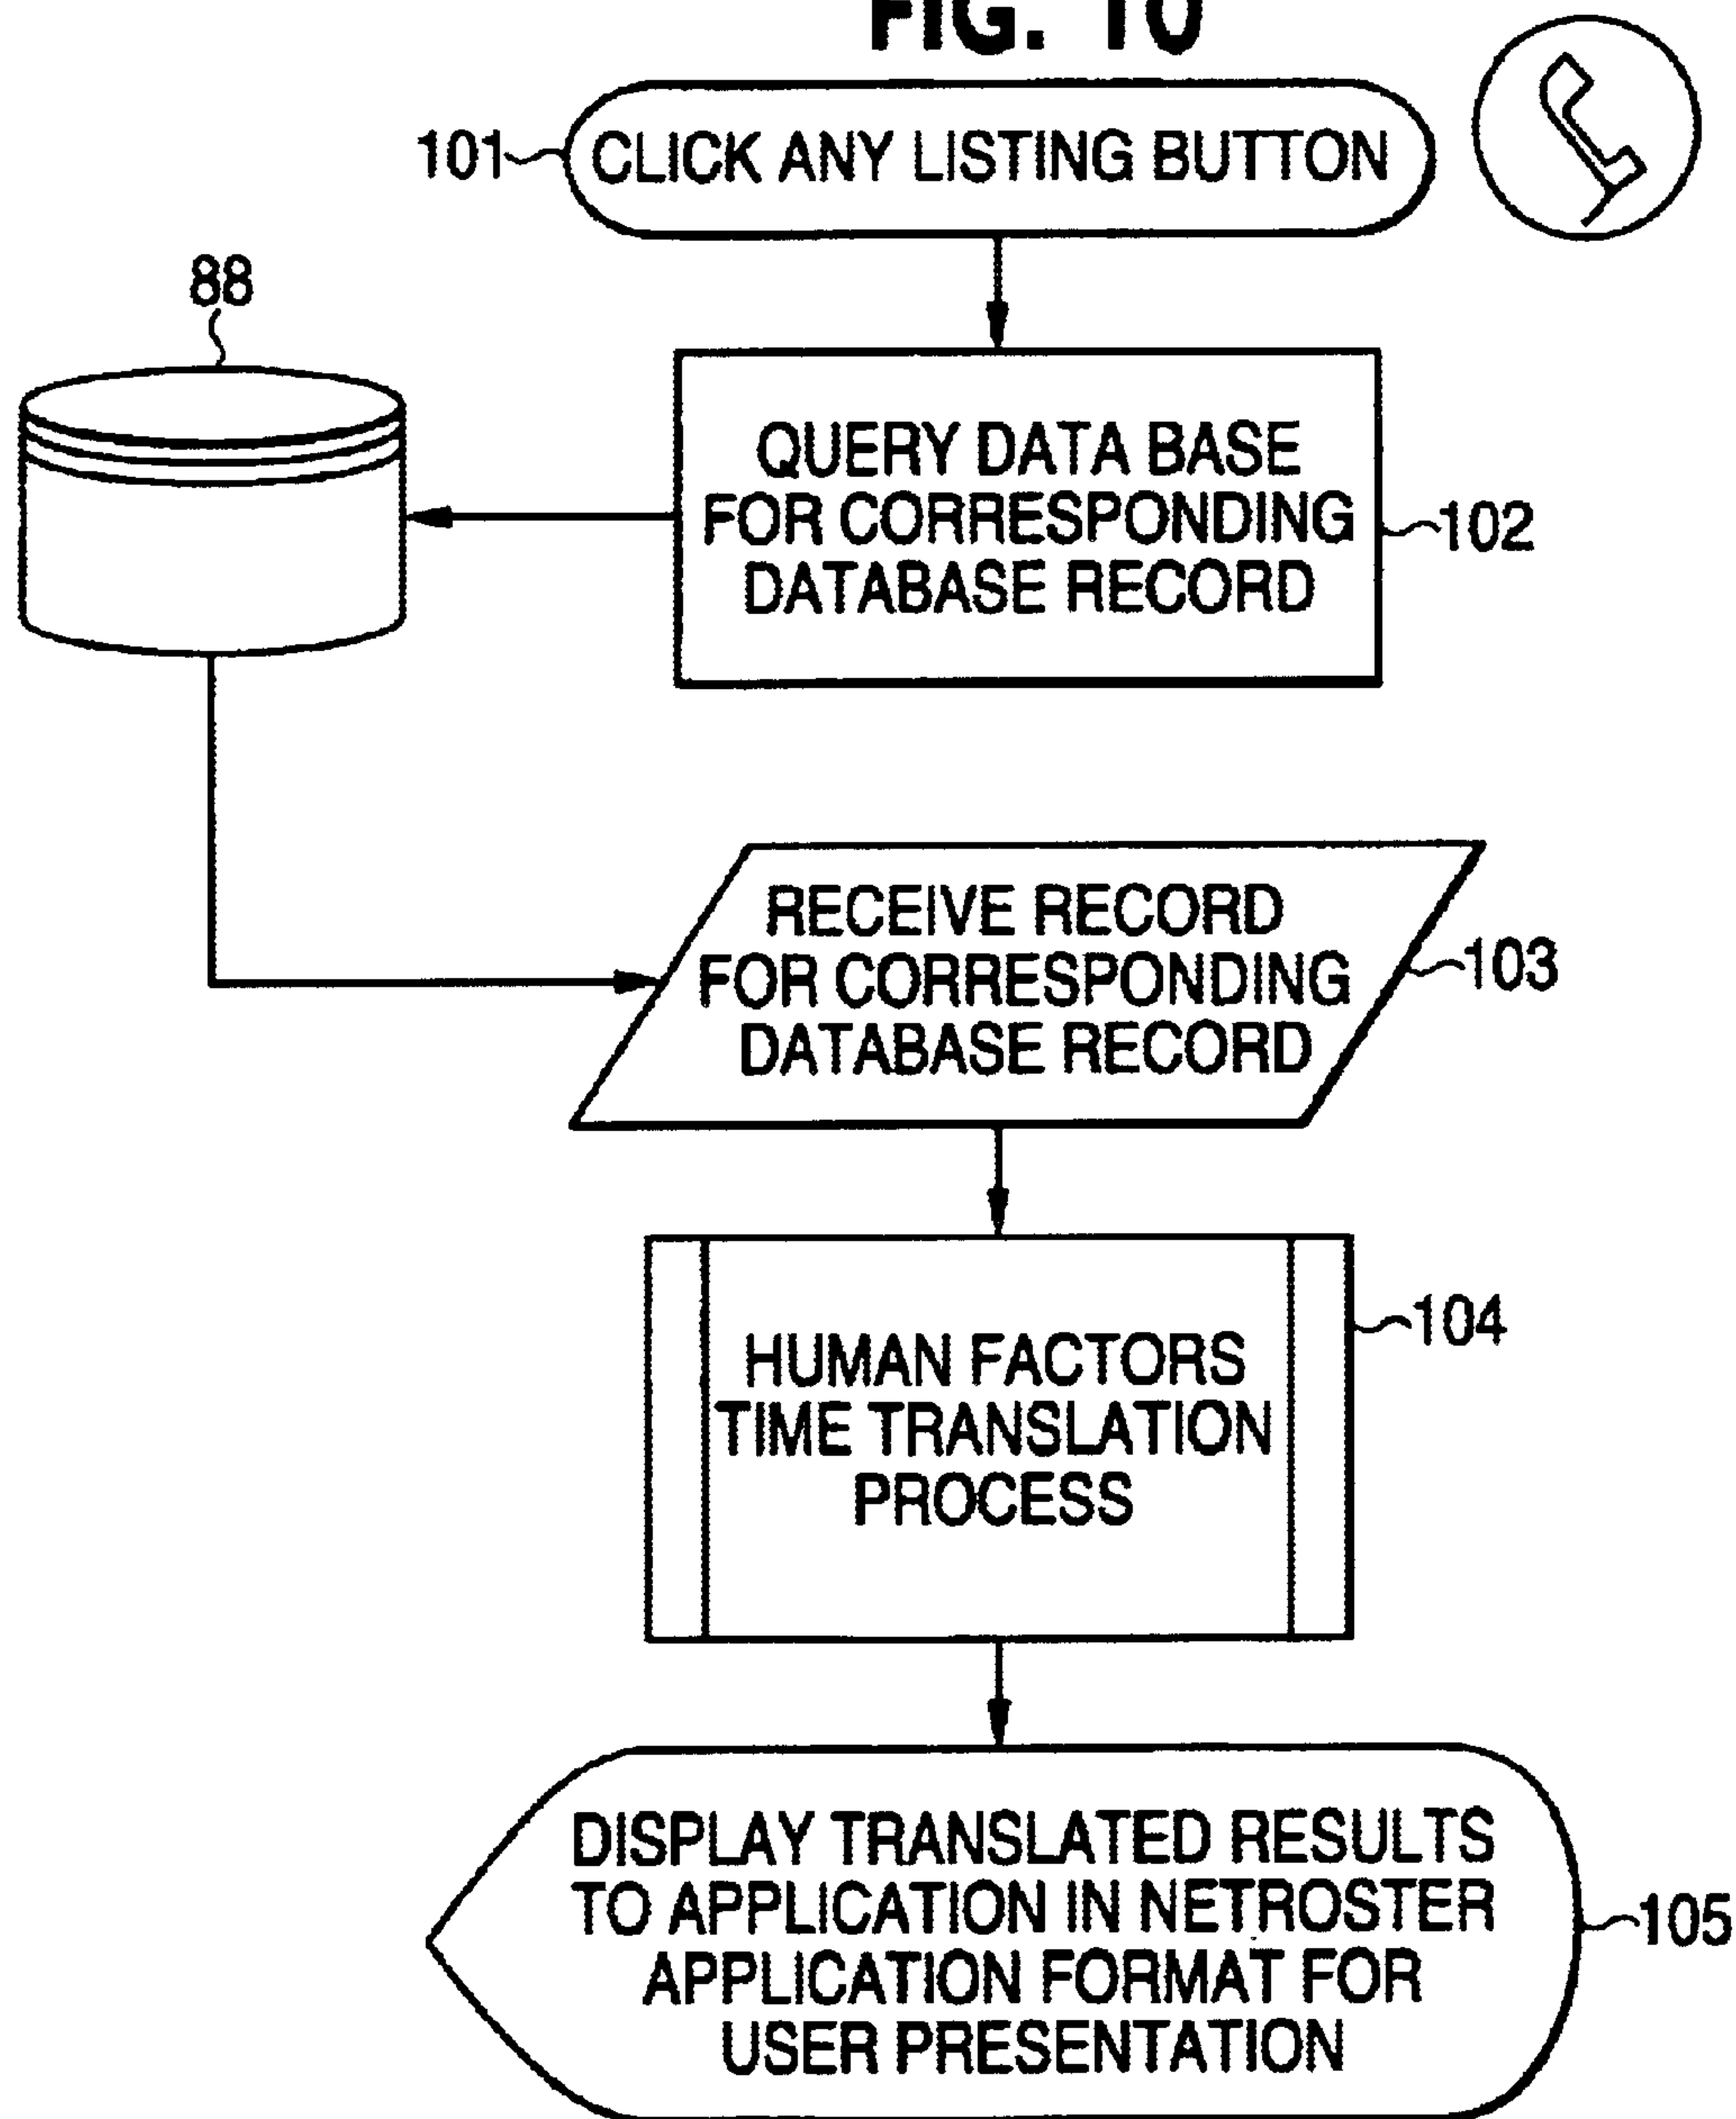 FIG. 10
101
CLICK ANY LISTING BUTTON
88
QUERY DATA BASE
FOR CORRESPONDING
DATABASE RECORD
102
RECEIVE RECORD
FOR CORRESPONDING
DATABASE RECORD
103
HUMAN FACTORS
TIME TRANSLATION
PROCESS
104
DISPLAY TRANSLATED RESULTS
TO APPLICATION IN NETROSTER
APPLICATION FORMAT FOR
USER PRESENTATION
105